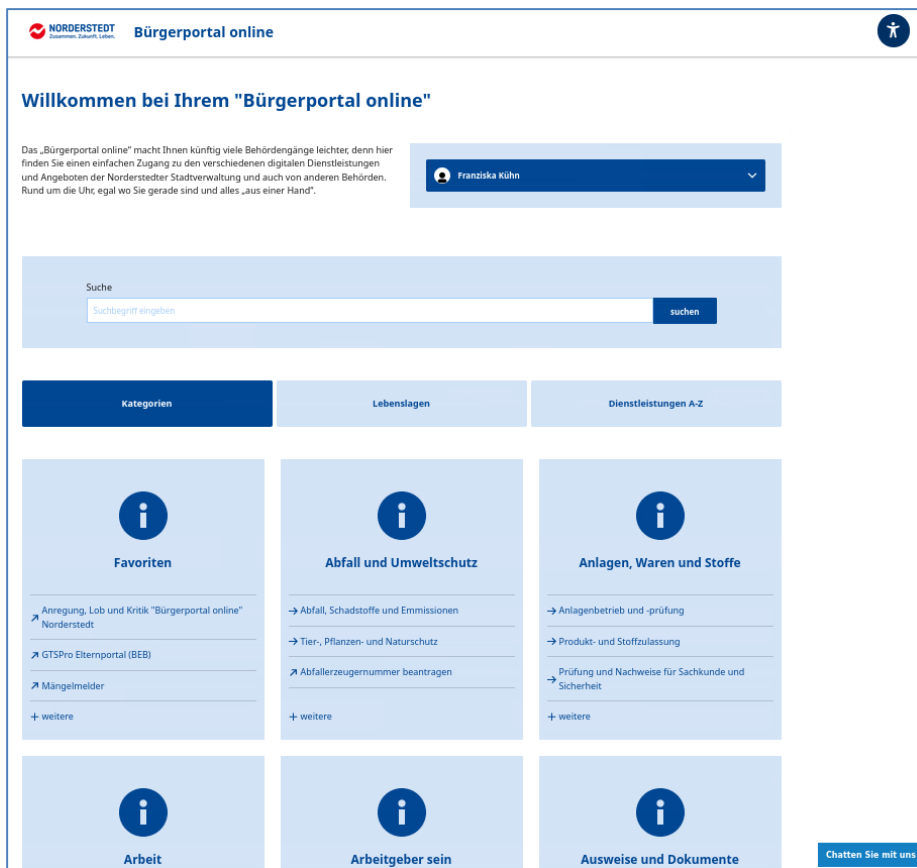 NORDERSTEDT
Zusammen. Zukunft. Leben.
Bürgerportal online
Willkommen bei Ihrem "Bürgerportal online"
Das „Bürgerportal online" macht Ihnen künftig viele Behördengänge leichter, denn hier
finden Sie einen einfachen Zugang zu den verschiedenen digitalen Dienstleistungen
und Angeboten der Norderstedter Stadtverwaltung und auch von anderen Behörden.
Rund um die Uhr, egal wo Sie gerade sind und alles „aus einer Hand".
Franziska Kühn
Suche
Suchbegriff eingeben
suchen
Kategorien
Lebenslagen
Dienstleistungen A-Z
Favoriten
Anregung, Lob und Kritik "Bürgerportal online"
Norderstedt
GTSPro Elternportal (BEB)
Mängelmelder
+ weitere
Abfall und Umweltschutz
Abfall, Schadstoffe und Emmissionen
Tier-, Pflanzen- und Naturschutz
Abfallerzeugernummer beantragen
+ weitere
Anlagen, Waren und Stoffe
Anlagenbetrieb und -prüfung
Produkt- und Stoffzulassung
Prüfung und Nachweise für Sachkunde und
Sicherheit
+ weitere
Arbeit
Arbeitgeber sein
Ausweise und Dokumente
Chatten Sie mit uns